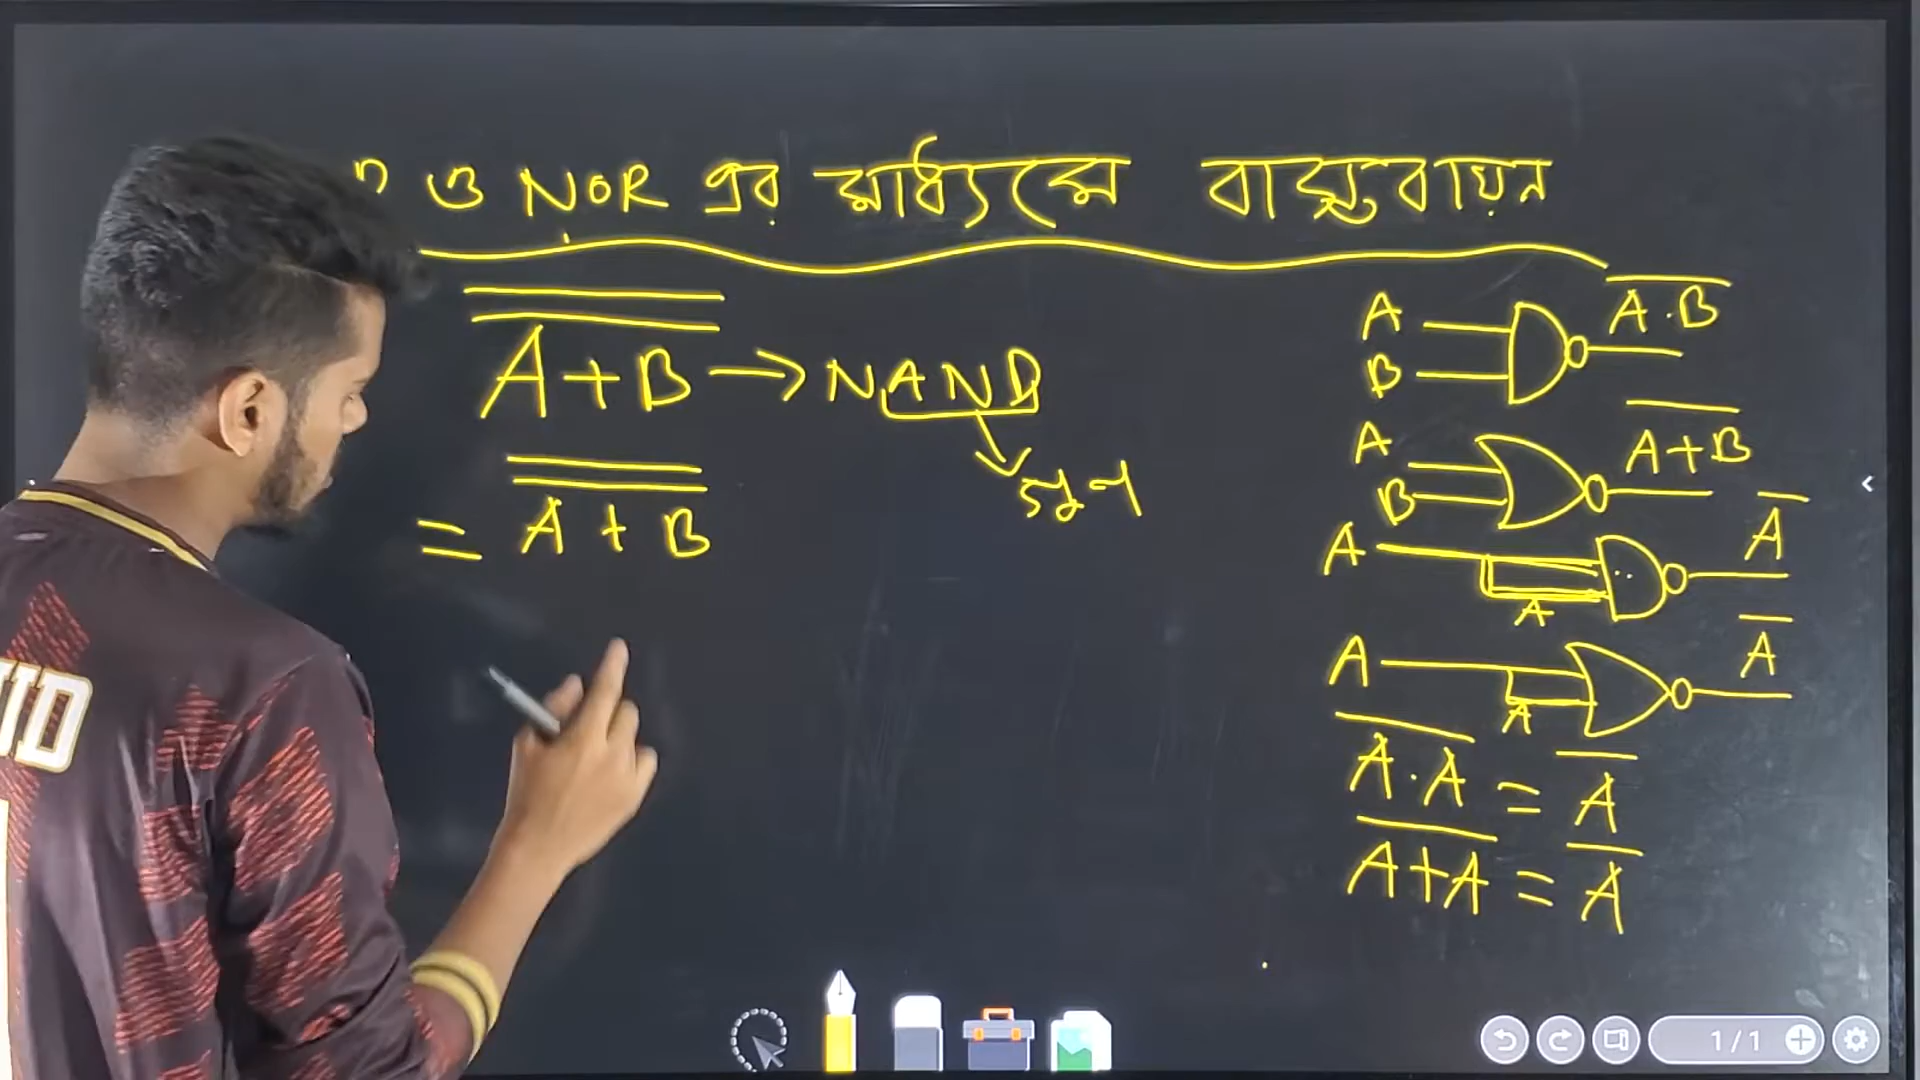 ও NOR এর মাধ্যমে বাস্তবায়ন
A+B → NAND
গুণ
= A + B
A
B
A.B
A
B
A+B
A
A
A
A
A
A
A.A = A
A+A = A
1/1